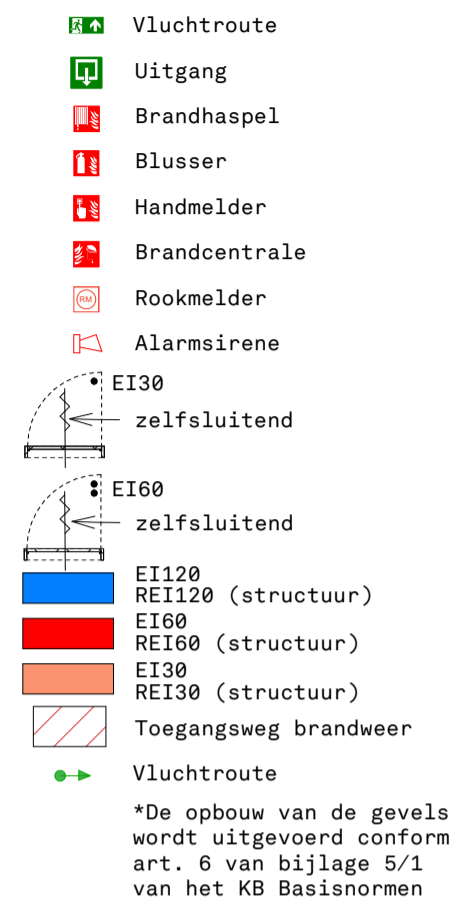 Vluchtroute
Uitgang
Brandhaspel
Blusser
Handmelder
Brandcentrale
RM Rookmelder
Alarmsirene
EI30
zelfsluitend
EI60
zelfsluitend
EI120
REI120 (structuur)
EI60
REI60 (structuur)
EI30
REI30 (structuur)
Toegangsweg brandweer
Vluchtroute
*De opbouw van de gevels
wordt uitgevoerd conform
art. 6 van bijlage 5/1
van het KB Basisnormen